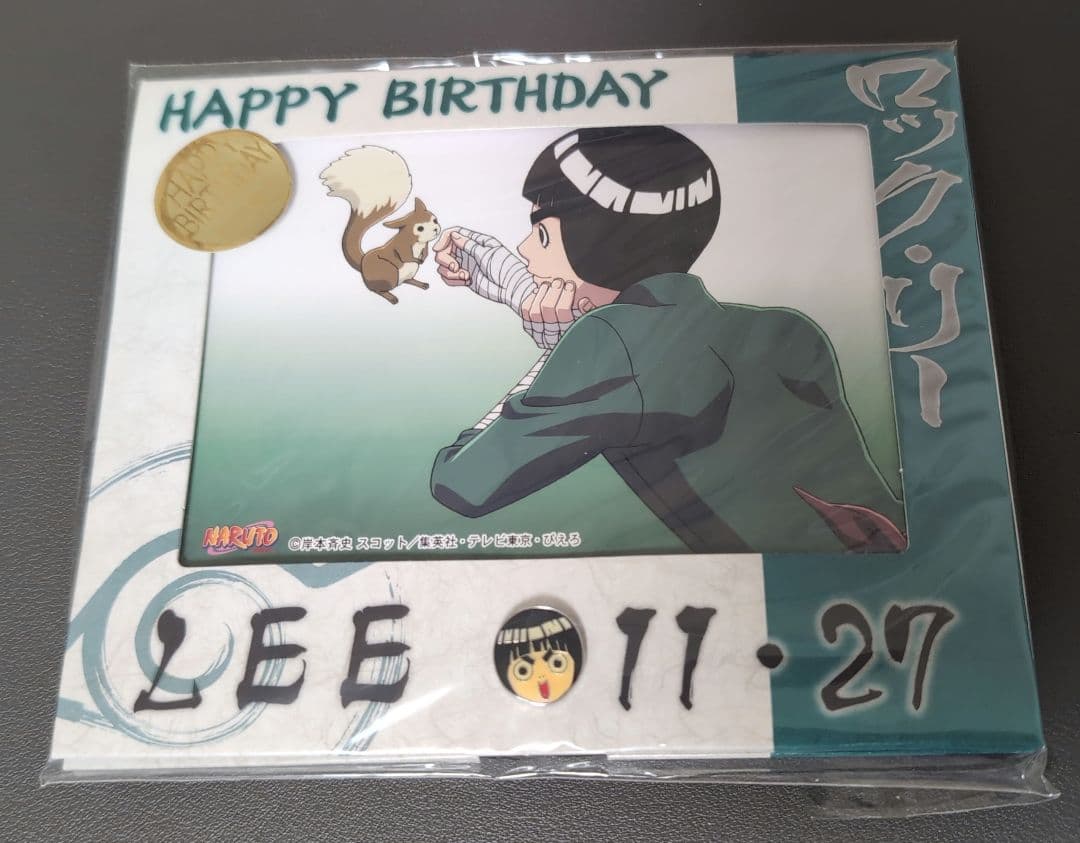 HAPPY BIRTHDAY
HAPPY
BIRTHDAY
ロック・リー
NARUTO
©岸本斉史 スコット/集英社・テレビ東京・ぴえろ
LEE 11・27